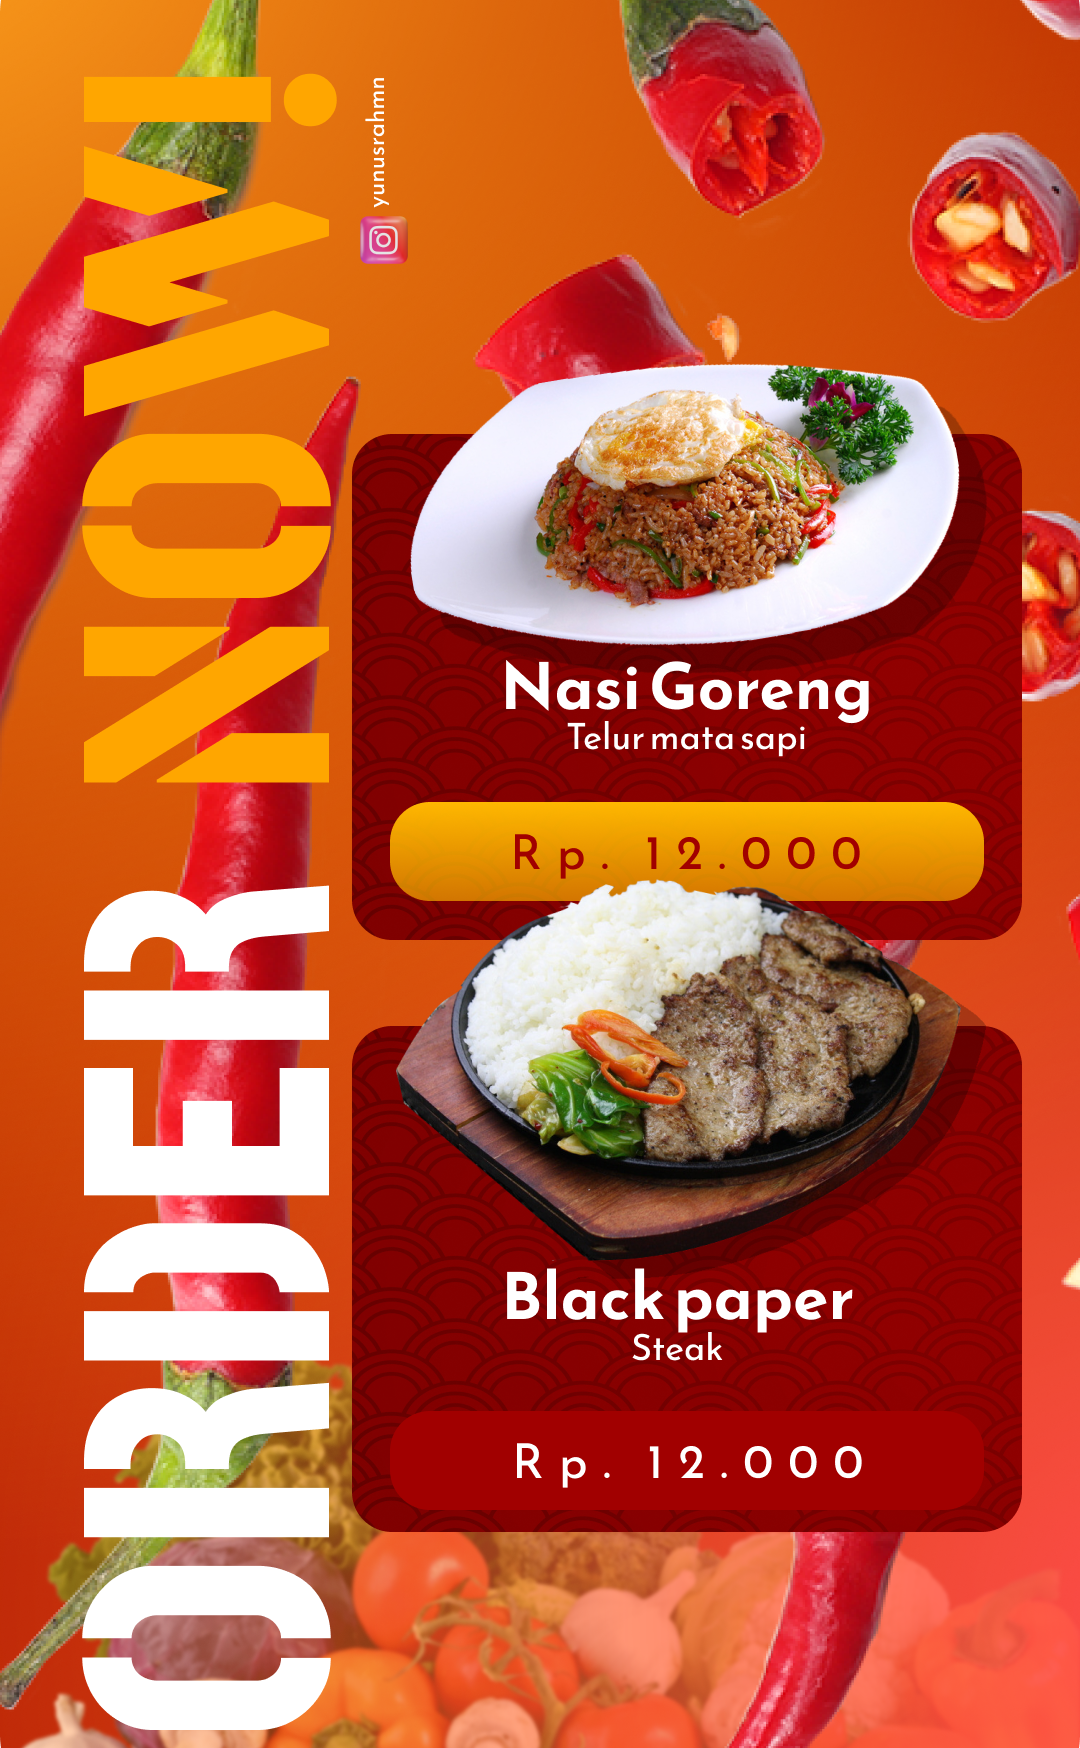 ORDER NOW!
yunusrahmn
Nasi Goreng
Telur mata sapi
Rp. 12.000
Black paper
Steak
Rp. 12.000